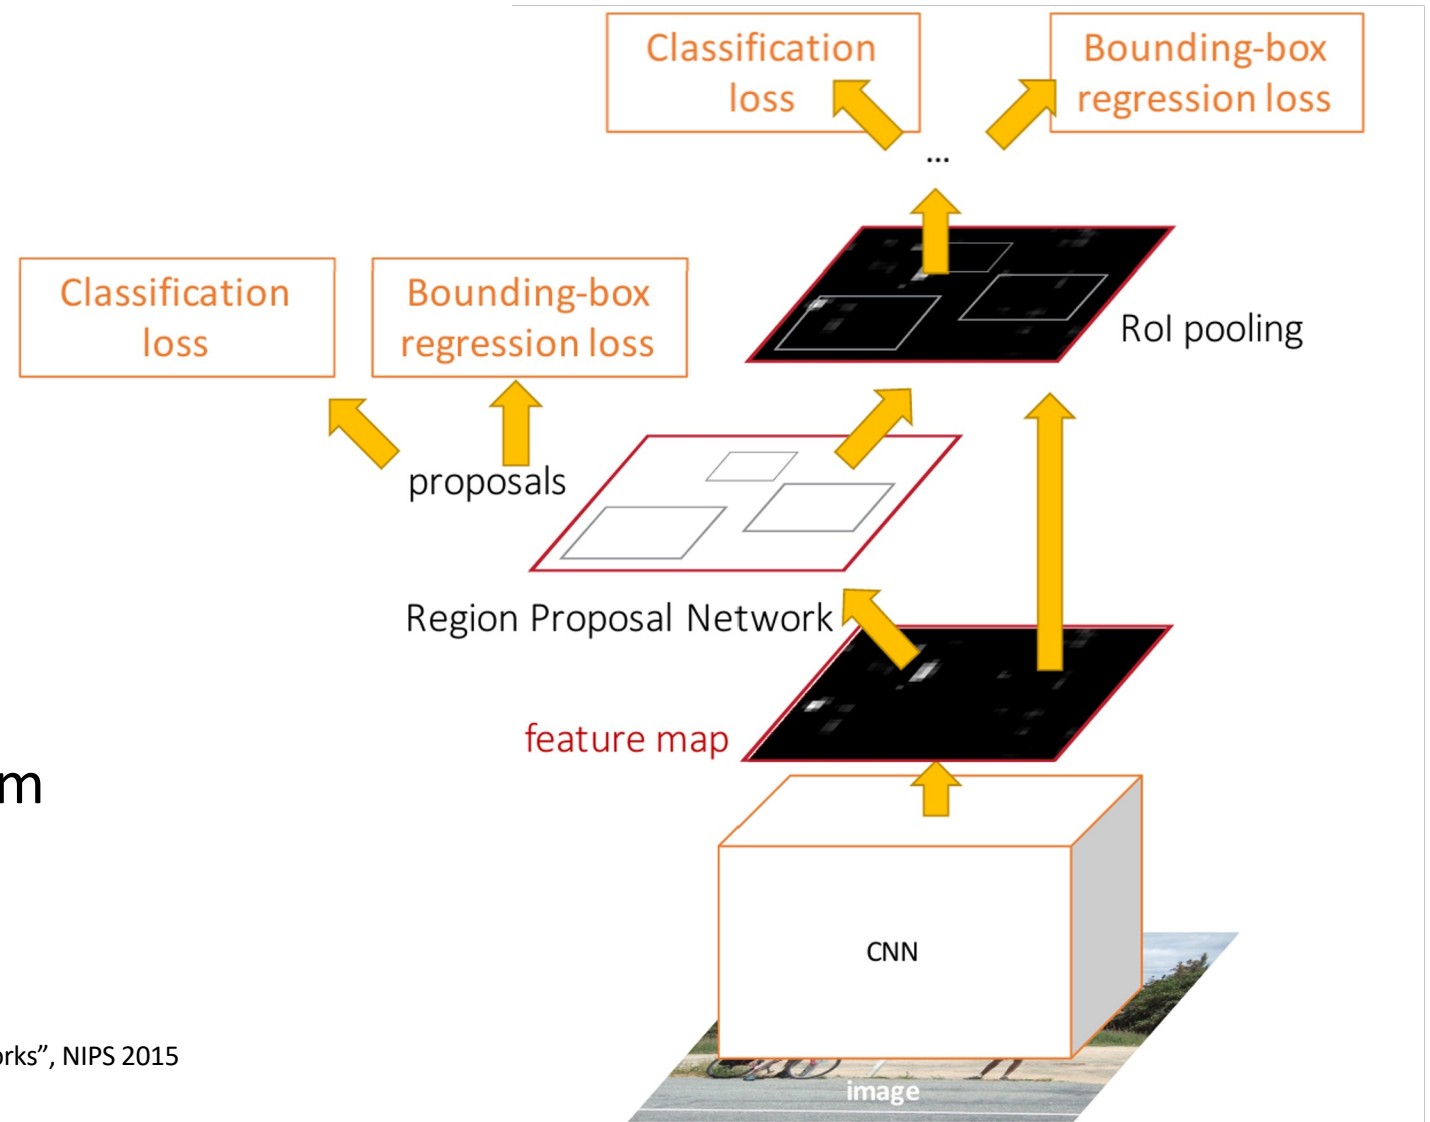 Classification
loss
Bounding-box
regression loss
...
Classification
loss
Bounding-box
regression loss
RoI pooling
proposals
Region Proposal Network
feature map
CNN
image
NIPS 2015